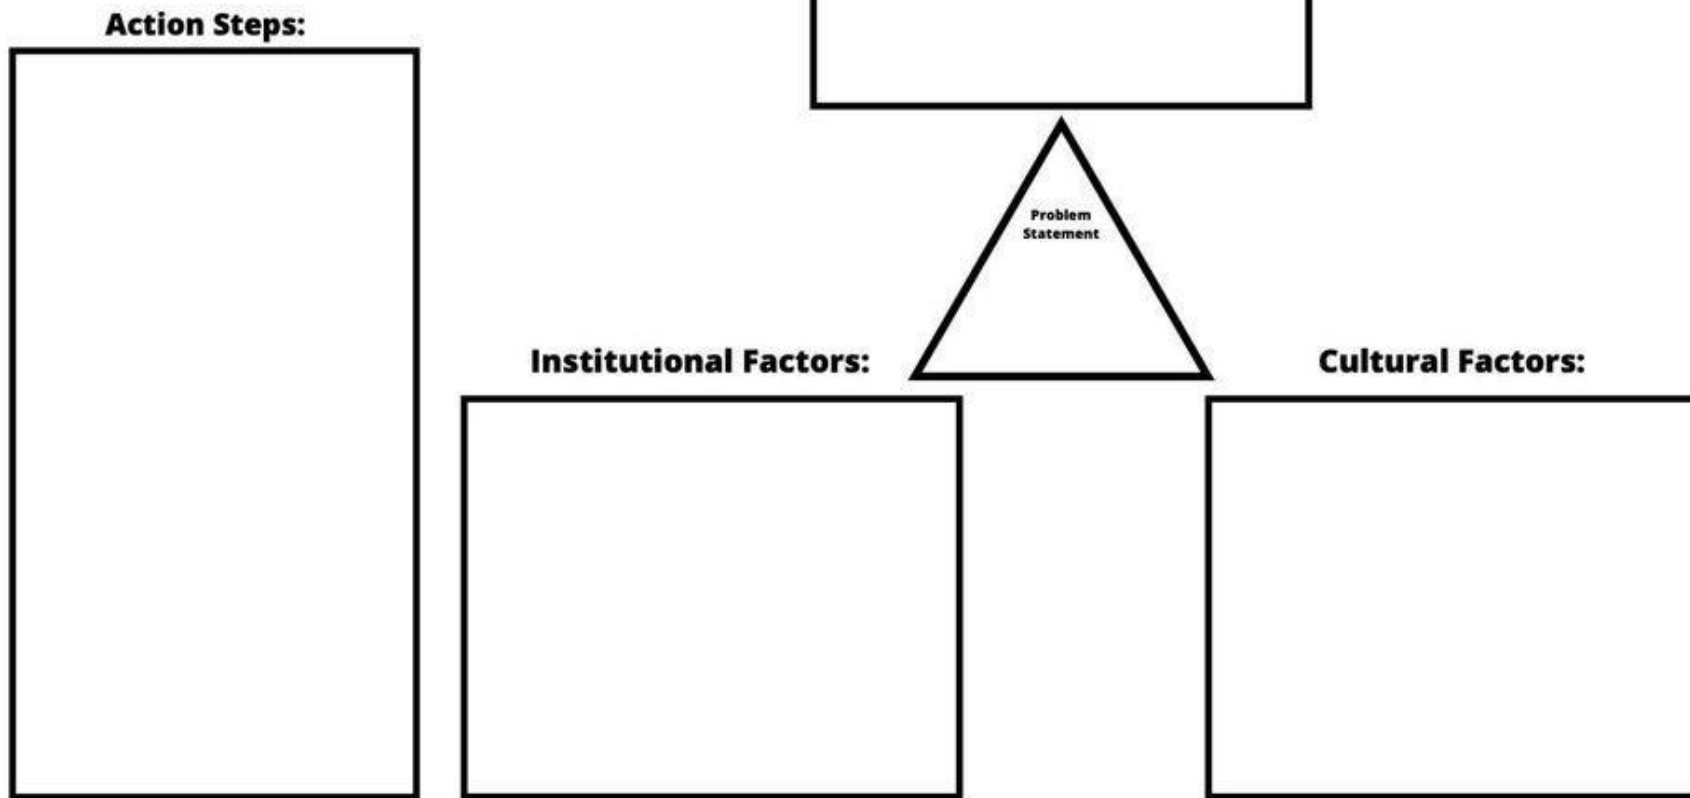 Action Steps:
Problem
Statement
Institutional Factors:
Cultural Factors: